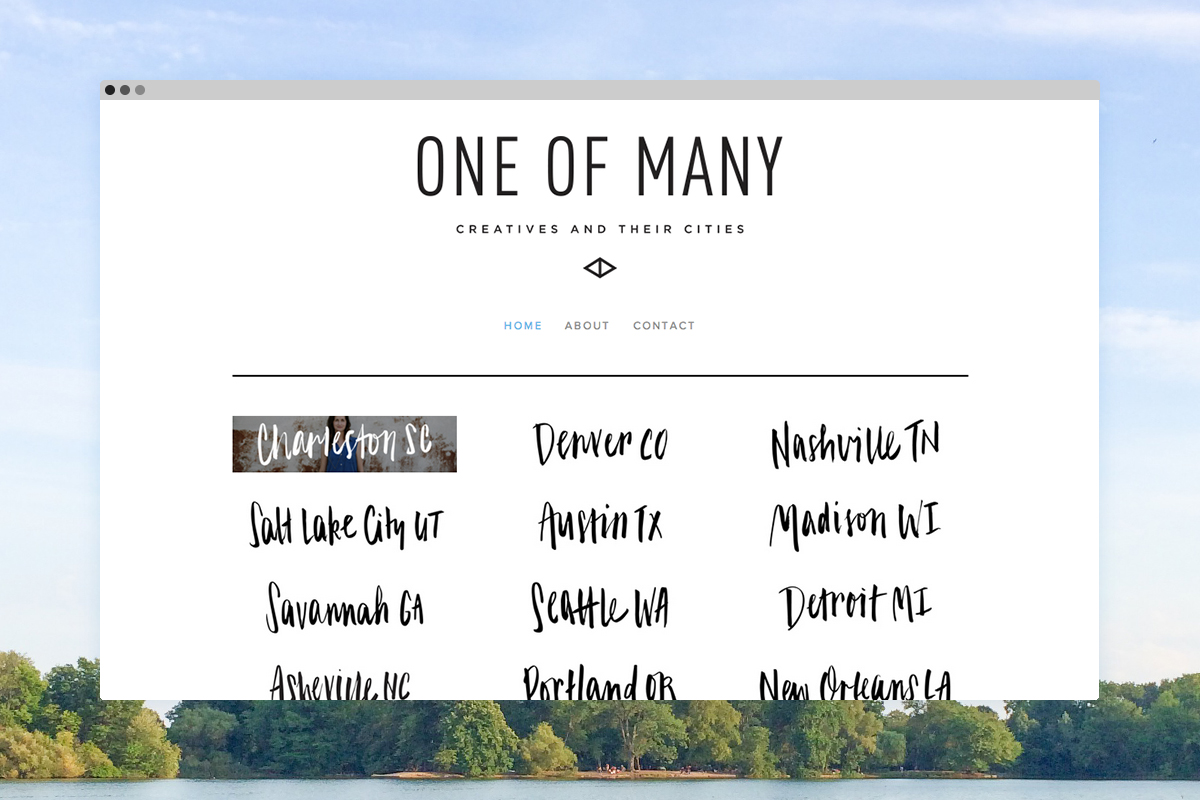 ONE OF MANY
CREATIVES AND THEIR CITIES
HOME ABOUT CONTACT
Charleston SC Denver CO Nashville TN
Salt Lake City UT Austin TX Madison WI
Savannah GA Seattle WA Detroit MI
Asheville NC Portland OR New Orleans LA